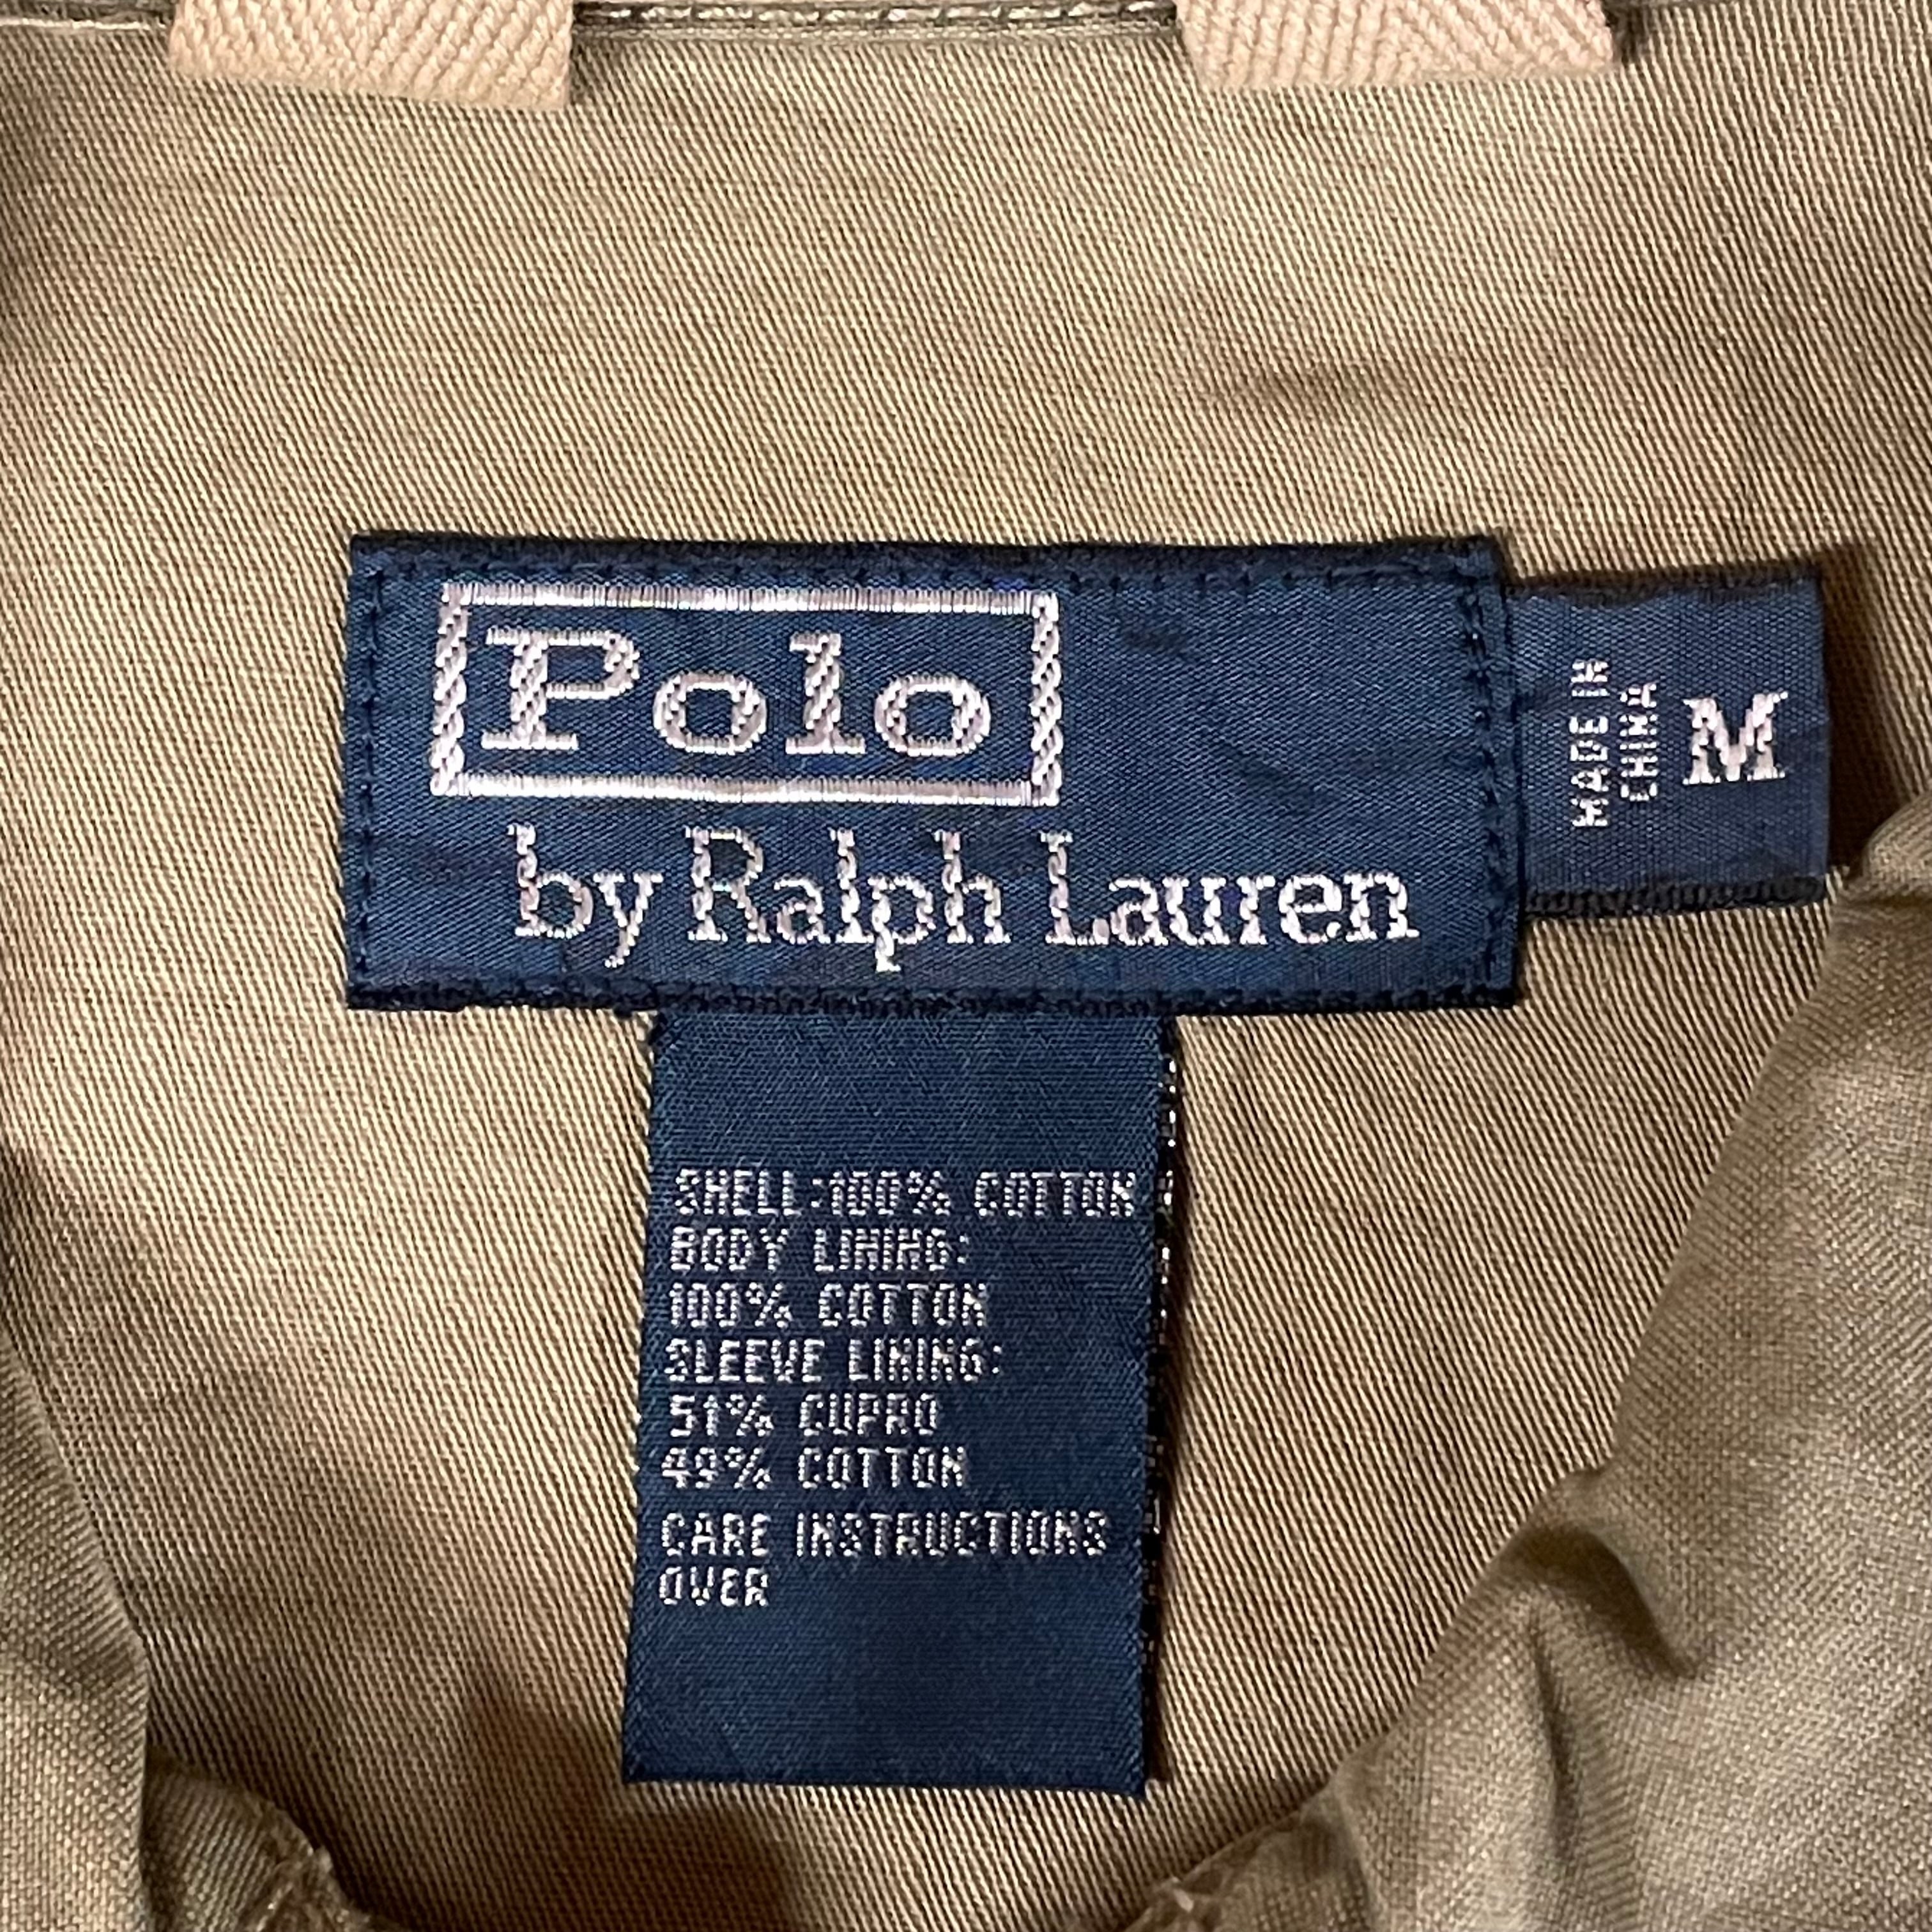 Polo
by Ralph Lauren
MADE IN
CHINA
M
SHELL:100% COTTON
BODY LINING:
100% COTTON
SLEEVE LINING:
51% CUPRO
49% COTTON
CARE INSTRUCTIONS
OVER